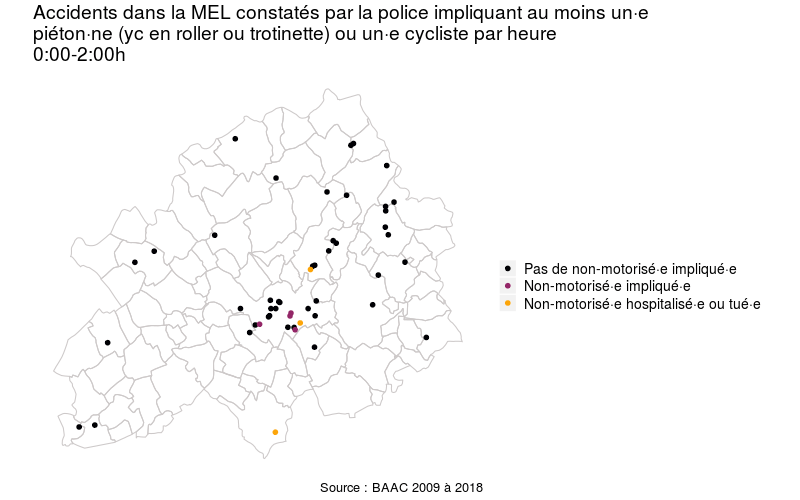 Accidents dans la MEL constatés par la police impliquant au moins un·e
piéton·ne (yc en roller ou trotinette) ou un·e cycliste par heure
0:00-2:00h
Pas de non-motorisé·e impliqué·e
Non-motorisé·e impliqué·e
Non-motorisé·e hospitalisé·e ou tué·e
Source : BAAC 2009 à 2018